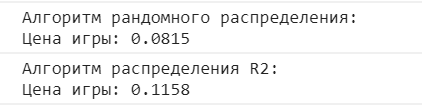 Алгоритм рандомного распределения:
Цена игры: 0.0815
Алгоритм распределения R2:
Цена игры: 0.1158